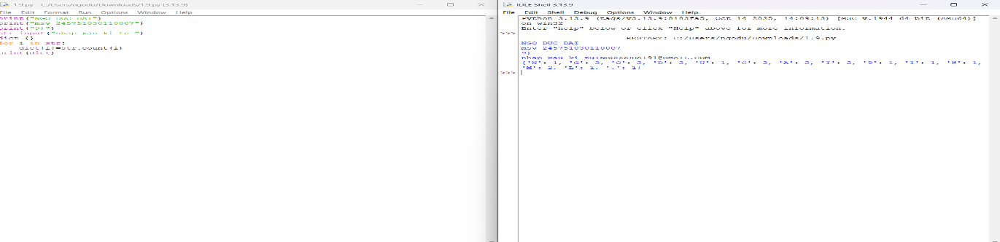 1.9.py - C:/Users/ngodu/Downloads/1.9.py (3.13.9)
File Edit Format Run Options Window Help
print("NGO DUC DAI")
print("msv 245751030110007")
print("9)")
str=input("nhap xau ki tu:")
dict={}
for i in str:
dict[i]=str.count(i)
print(dict)
IDLE Shell 3.13.9
File Edit Shell Debug Options Window Help
Python 3.13.9 (tags/v3.13.9:8183fa5, Oct 14 2025, 14:09:13) [MSC v.1944 64 bit (AMD64)]
on win32
Enter "help" below or click "Help" above for more information.
>>>
RESTART: C:/Users/ngodu/Downloads/1.9.py
NGO DUC DAI
msv 245751030110007
9)
nhap xau ki tu:NGODUCDAI91@GMAIL.COM
{'N': 1, 'G': 2, 'O': 2, 'D': 2, 'U': 1, 'C': 2, 'A': 2, 'I': 2, '9': 1, '1': 1, '@': 1,
'M': 2, 'L': 1, '.': 1}
>>>